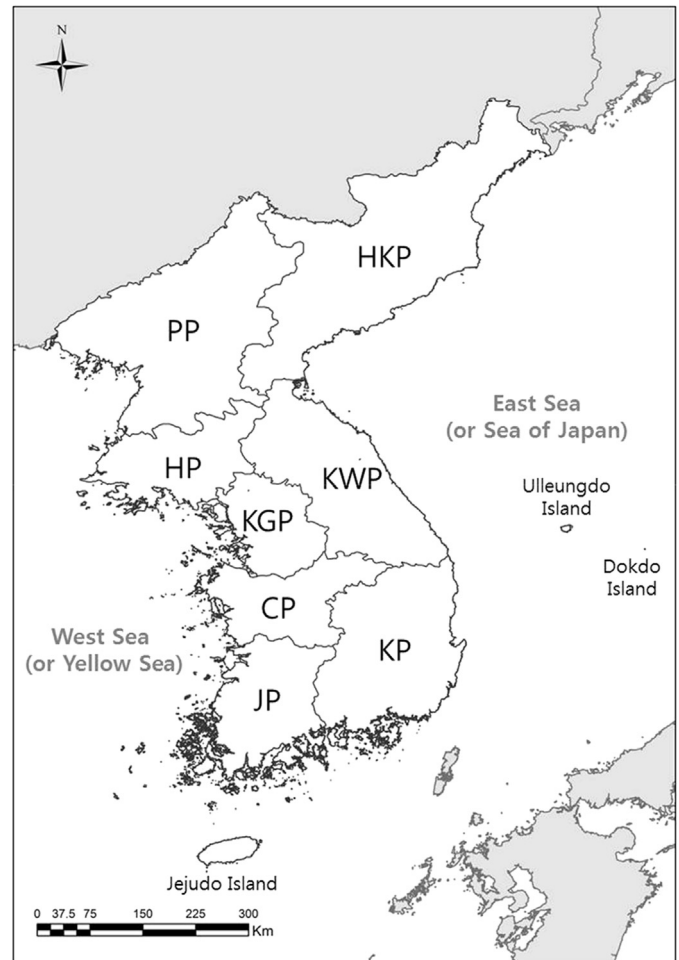 N
HKP
PP
East Sea
(or Sea of Japan)
HP
KWP
Ulleungdo
Island
KGP
Dokdo
Island
CP
West Sea
(or Yellow Sea)
KP
JP
Jejudo Island
0 37.5 75 150 225 300
Km